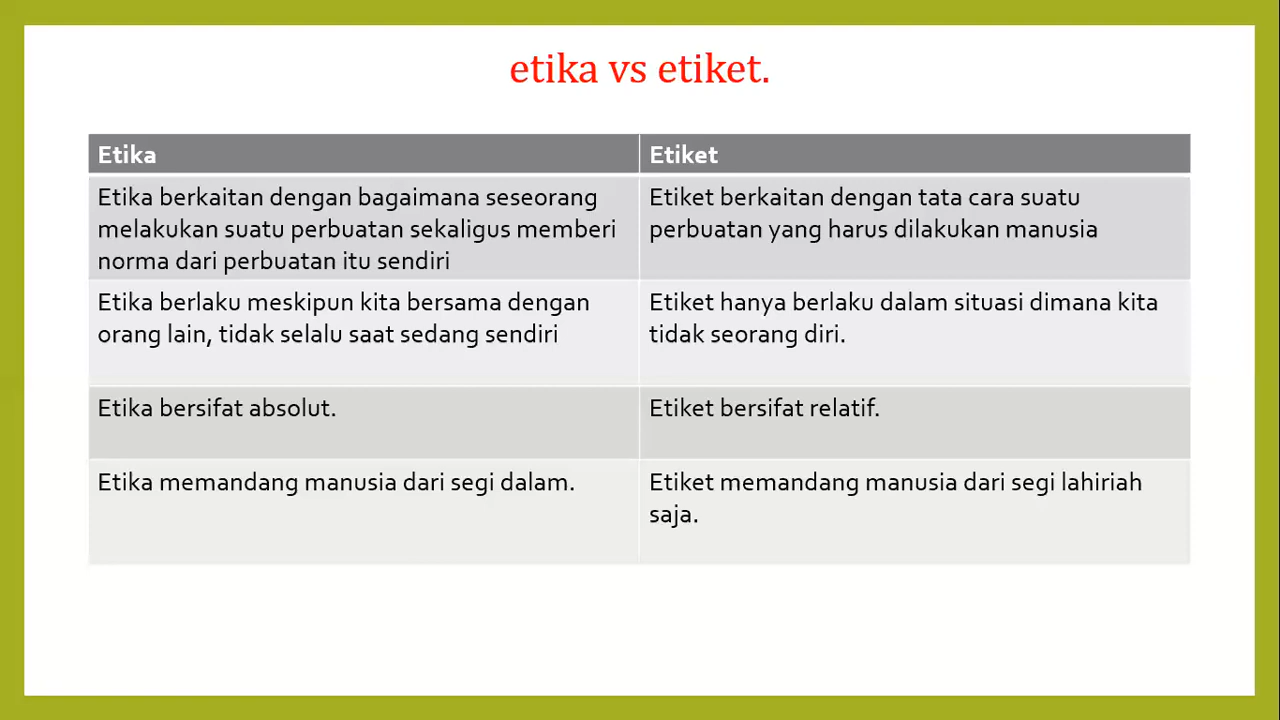 etika vs etiket.
Etika
Etiket
Etika berkaitan dengan bagaimana seseorang
melakukan suatu perbuatan sekaligus memberi
norma dari perbuatan itu sendiri
Etiket berkaitan dengan tata cara suatu
perbuatan yang harus dilakukan manusia
Etika berlaku meskipun kita bersama dengan
orang lain, tidak selalu saat sedang sendiri
Etiket hanya berlaku dalam situasi dimana kita
tidak seorang diri.
Etika bersifat absolut.
Etiket bersifat relatif.
Etika memandang manusia dari segi dalam.
Etiket memandang manusia dari segi lahiriah
saja.